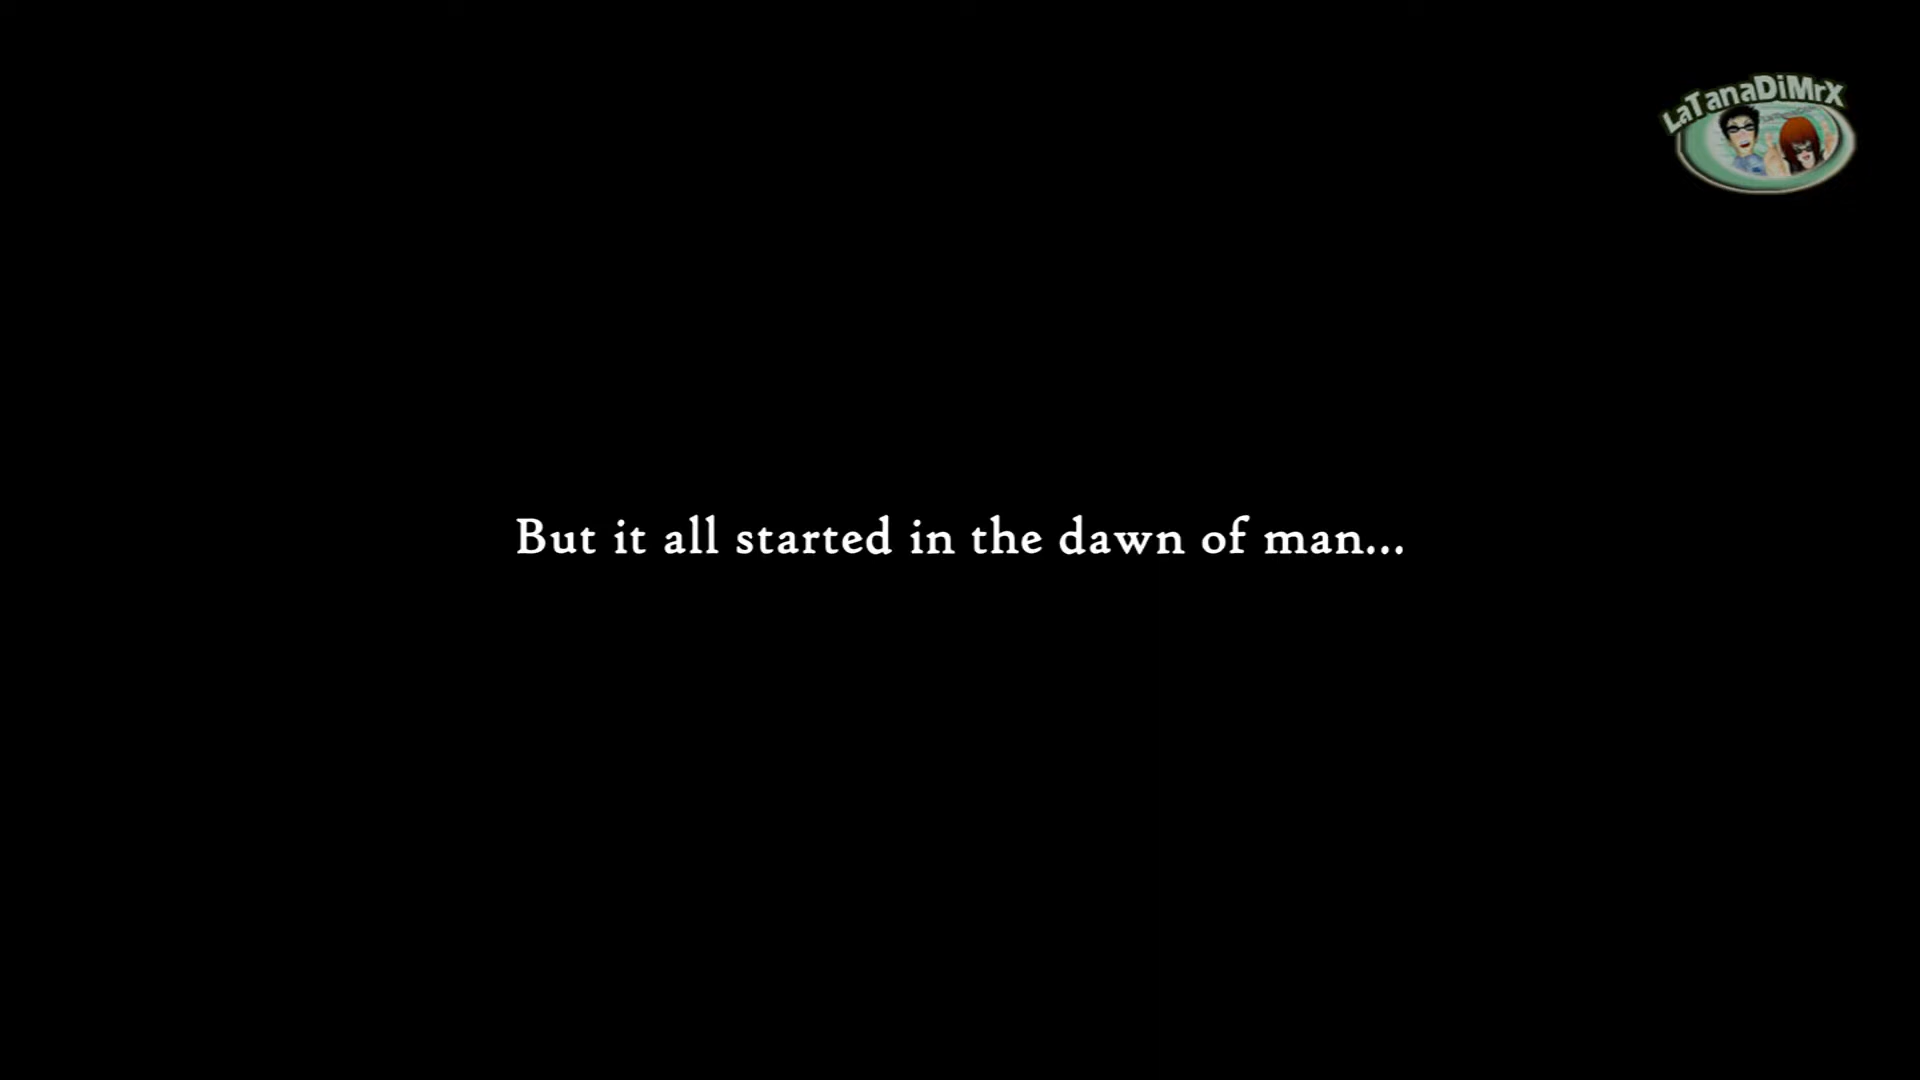 LaTanaDiMrX
But it all started in the dawn of man...